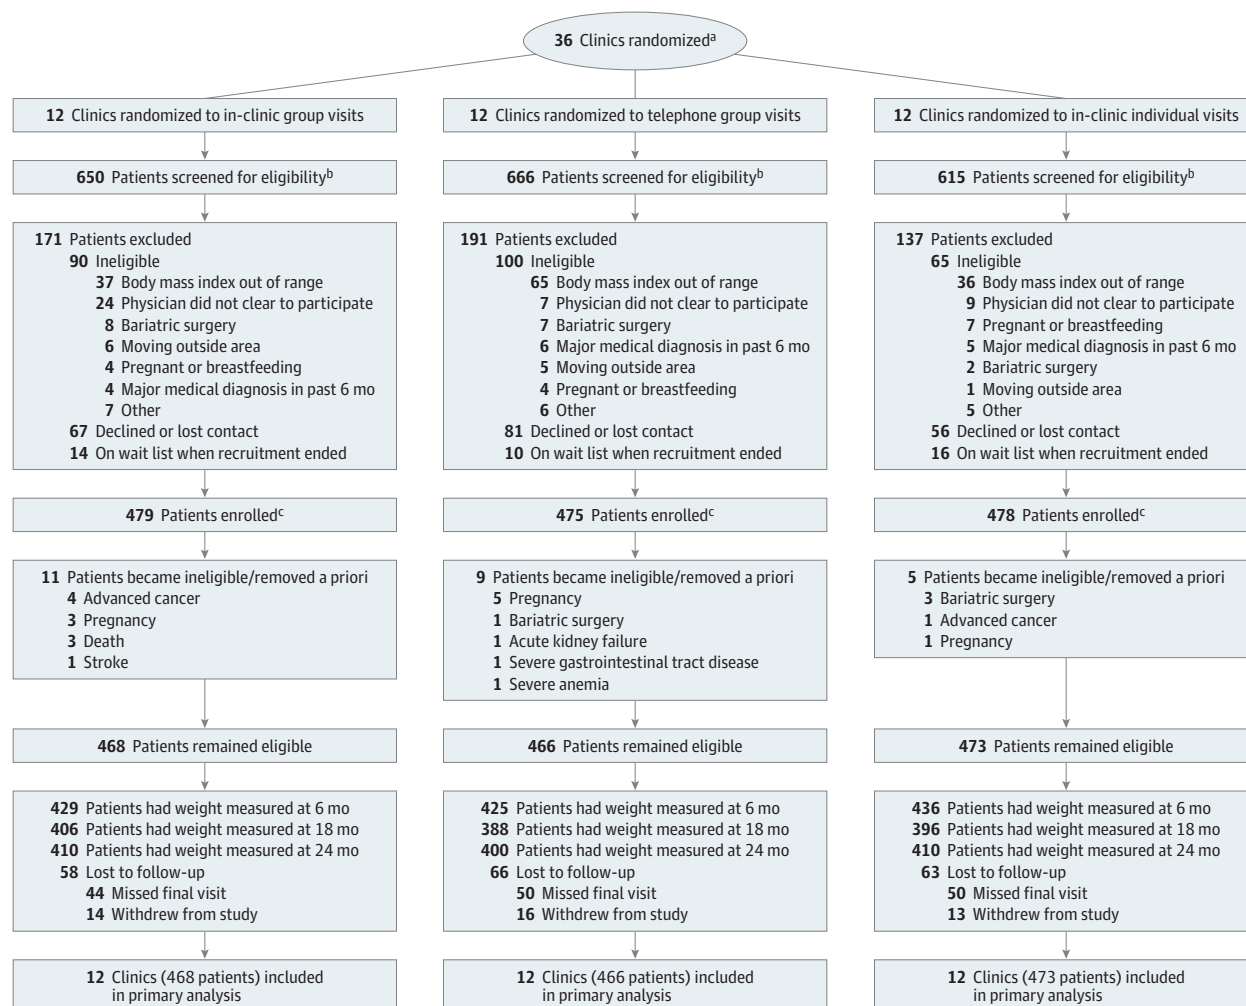 36 Clinics randomizedᵃ
12 Clinics randomized to in-clinic group visits
650 Patients screened for eligibilityᵇ
171 Patients excluded
90 Ineligible
37 Body mass index out of range
24 Physician did not clear to participate
8 Bariatric surgery
6 Moving outside area
4 Pregnant or breastfeeding
4 Major medical diagnosis in past 6 mo
7 Other
67 Declined or lost contact
14 On wait list when recruitment ended
479 Patients enrolledᶜ
11 Patients became ineligible/removed a priori
4 Advanced cancer
3 Pregnancy
3 Death
1 Stroke
468 Patients remained eligible
429 Patients had weight measured at 6 mo
406 Patients had weight measured at 18 mo
410 Patients had weight measured at 24 mo
58 Lost to follow-up
44 Missed final visit
14 Withdrew from study
12 Clinics (468 patients) included
in primary analysis
12 Clinics randomized to telephone group visits
666 Patients screened for eligibilityᵇ
191 Patients excluded
100 Ineligible
65 Body mass index out of range
7 Physician did not clear to participate
7 Bariatric surgery
6 Major medical diagnosis in past 6 mo
5 Moving outside area
4 Pregnant or breastfeeding
6 Other
81 Declined or lost contact
10 On wait list when recruitment ended
475 Patients enrolledᶜ
9 Patients became ineligible/removed a priori
5 Pregnancy
1 Bariatric surgery
1 Acute kidney failure
1 Severe gastrointestinal tract disease
1 Severe anemia
466 Patients remained eligible
425 Patients had weight measured at 6 mo
388 Patients had weight measured at 18 mo
400 Patients had weight measured at 24 mo
66 Lost to follow-up
50 Missed final visit
16 Withdrew from study
12 Clinics (466 patients) included
in primary analysis
12 Clinics randomized to in-clinic individual visits
615 Patients screened for eligibilityᵇ
137 Patients excluded
65 Ineligible
36 Body mass index out of range
9 Physician did not clear to participate
7 Pregnant or breastfeeding
5 Major medical diagnosis in past 6 mo
2 Bariatric surgery
1 Moving outside area
5 Other
56 Declined or lost contact
16 On wait list when recruitment ended
478 Patients enrolledᶜ
5 Patients became ineligible/removed a priori
3 Bariatric surgery
1 Advanced cancer
1 Pregnancy
473 Patients remained eligible
436 Patients had weight measured at 6 mo
396 Patients had weight measured at 18 mo
410 Patients had weight measured at 24 mo
63 Lost to follow-up
50 Missed final visit
13 Withdrew from study
12 Clinics (473 patients) included
in primary analysis